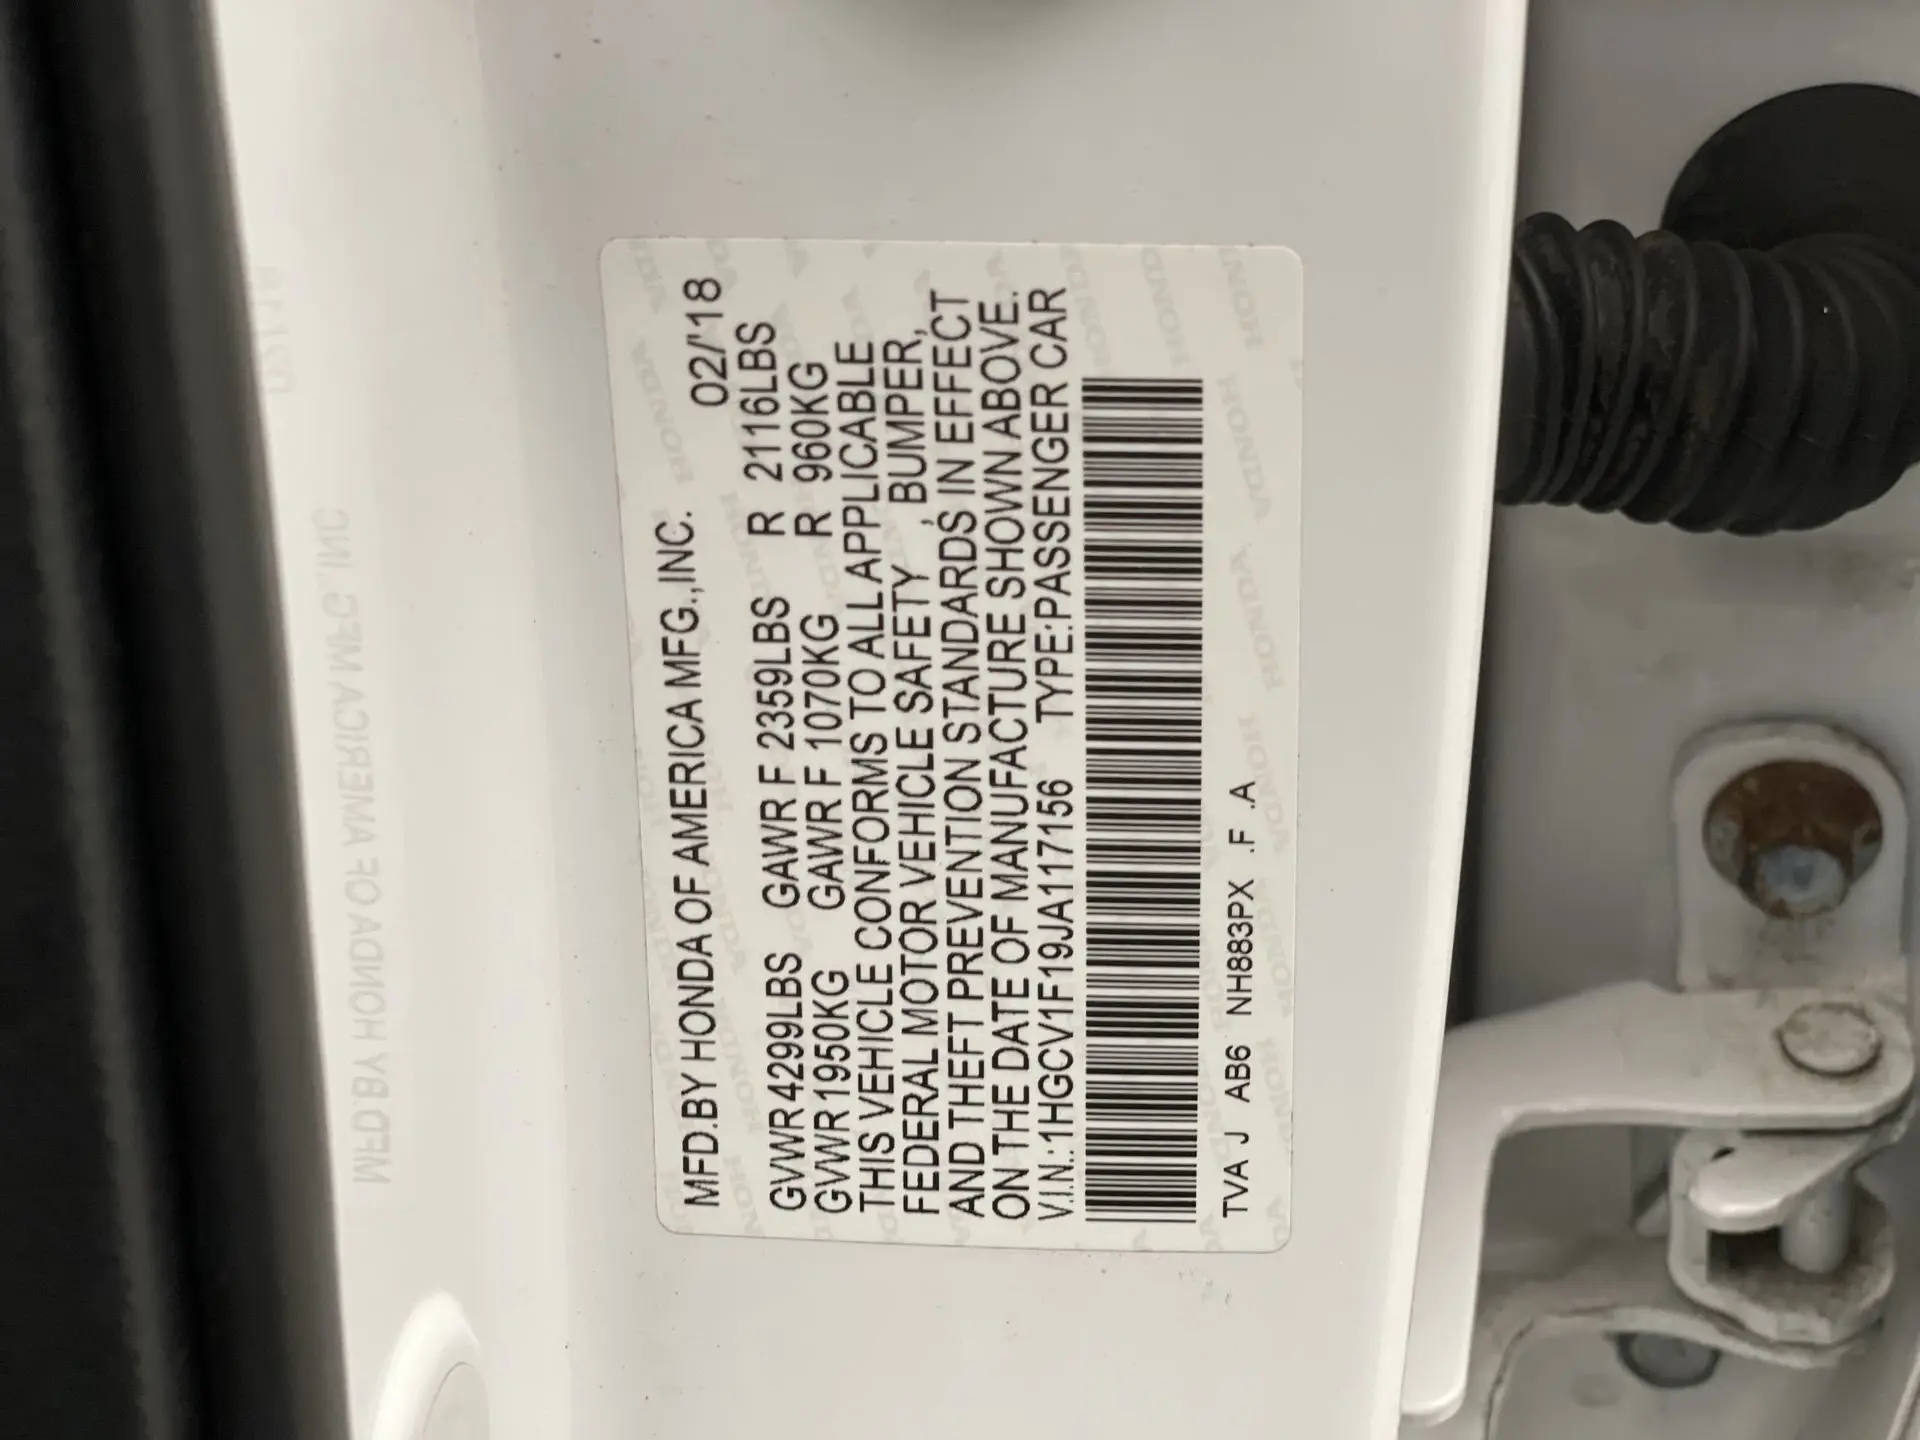 MFD.BY HONDA OF AMERICA MFG.,INC. 02/'18
GVWR4299LBS GAWR F 2359LBS R 2116LBS
GVWR1950KG GAWR F 1070KG R 960KG
THIS VEHICLE CONFORMS TO ALL APPLICABLE
FEDERAL MOTOR VEHICLE SAFETY , BUMPER,
AND THEFT PREVENTION STANDARDS IN EFFECT
ON THE DATE OF MANUFACTURE SHOWN ABOVE.
V.I.N.:1HGCV1F19JA117156 TYPE:PASSENGER CAR
TVA J AB6 NH883PX .F .A